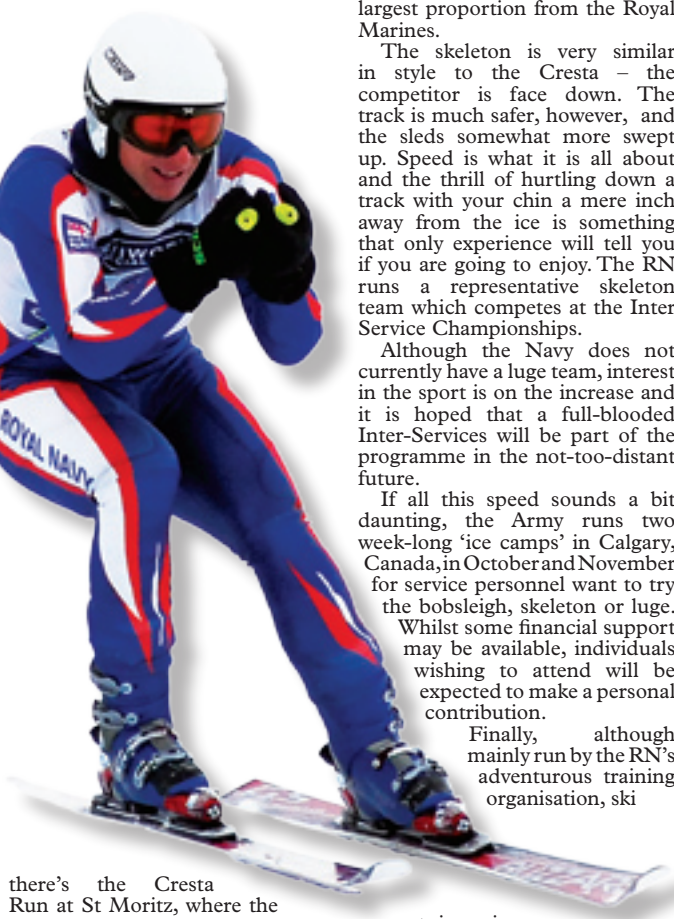 largest proportion from the Royal
Marines.
The skeleton is very similar
in style to the Cresta – the
competitor is face down. The
track is much safer, however, and
the sleds somewhat more swept
up. Speed is what it is all about
and the thrill of hurtling down a
track with your chin a mere inch
away from the ice is something
that only experience will tell you
if you are going to enjoy. The RN
runs a representative skeleton
team which competes at the Inter
Service Championships.
Although the Navy does not
currently have a luge team, interest
in the sport is on the increase and
it is hoped that a full-blooded
Inter-Services will be part of the
programme in the not-too-distant
future.
If all this speed sounds a bit
daunting, the Army runs two
week-long ‘ice camps’ in Calgary,
Canada, in October and November
for service personnel want to try
the bobsleigh, skeleton or luge.
Whilst some financial support
may be available, individuals
wishing to attend will be
expected to make a personal
contribution.
Finally, although
mainly run by the RN's
adventurous training
organisation, ski
there's the Cresta
Run at St Moritz, where the
ROYAL NAVY